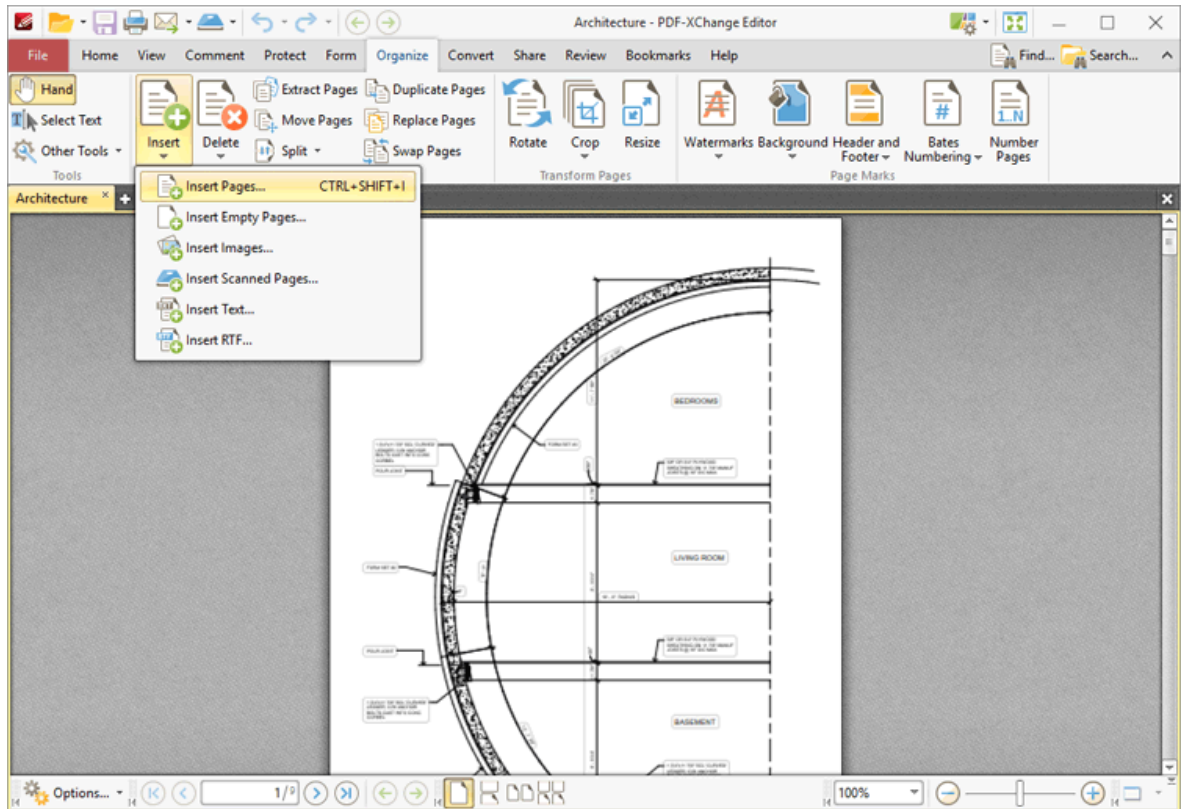 Architecture - PDF-XChange Editor
File Home View Comment Protect Form Organize Convert Share Review Bookmarks Help Find... Search...
Hand
Select Text
Other Tools
Tools
Insert
Delete
Extract Pages
Move Pages
Split
Duplicate Pages
Replace Pages
Swap Pages
Rotate
Crop
Resize
Transform Pages
Watermarks
Background
Header and
Footer
Bates
Numbering
Number
Pages
Page Marks
Architecture
Insert Pages... CTRL+SHIFT+I
Insert Empty Pages...
Insert Images...
Insert Scanned Pages...
Insert Text...
Insert RTF...
BEDROOMS
LIVING ROOM
BASEMENT
Options...
1/9
100%